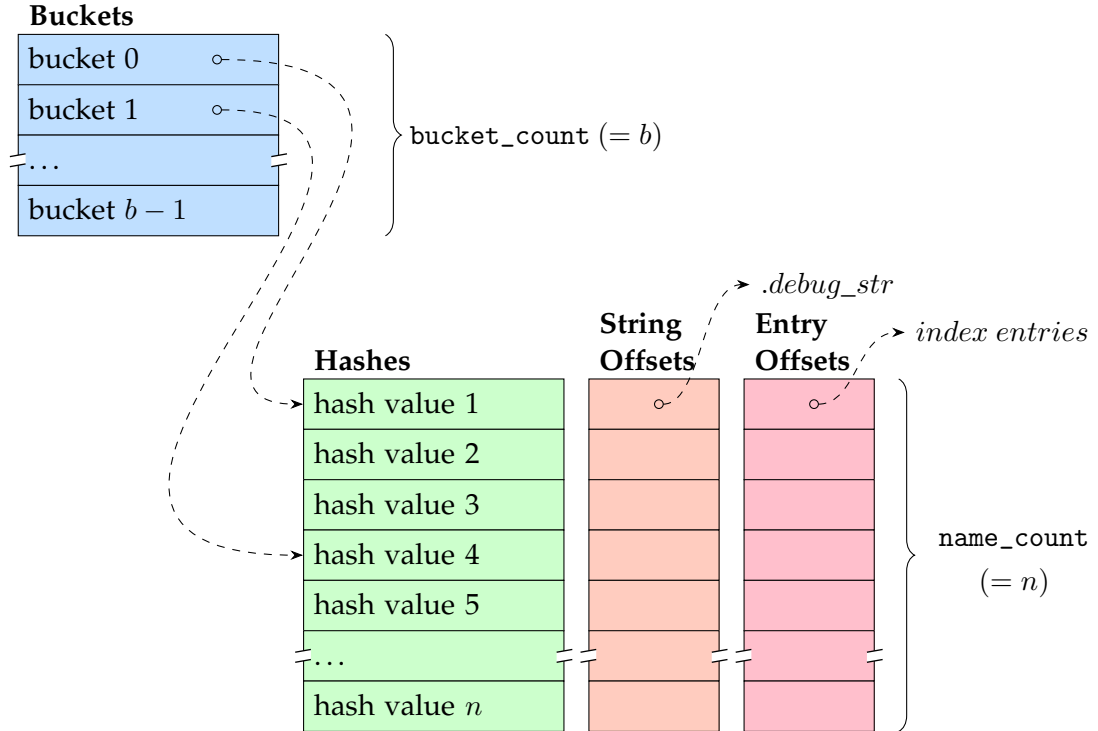 Buckets
bucket 0
bucket 1
...
bucket b − 1
bucket_count (= b)
.debug_str
index entries
String
Offsets
Entry
Offsets
Hashes
hash value 1
hash value 2
hash value 3
hash value 4
hash value 5
...
hash value n
name_count
(= n)